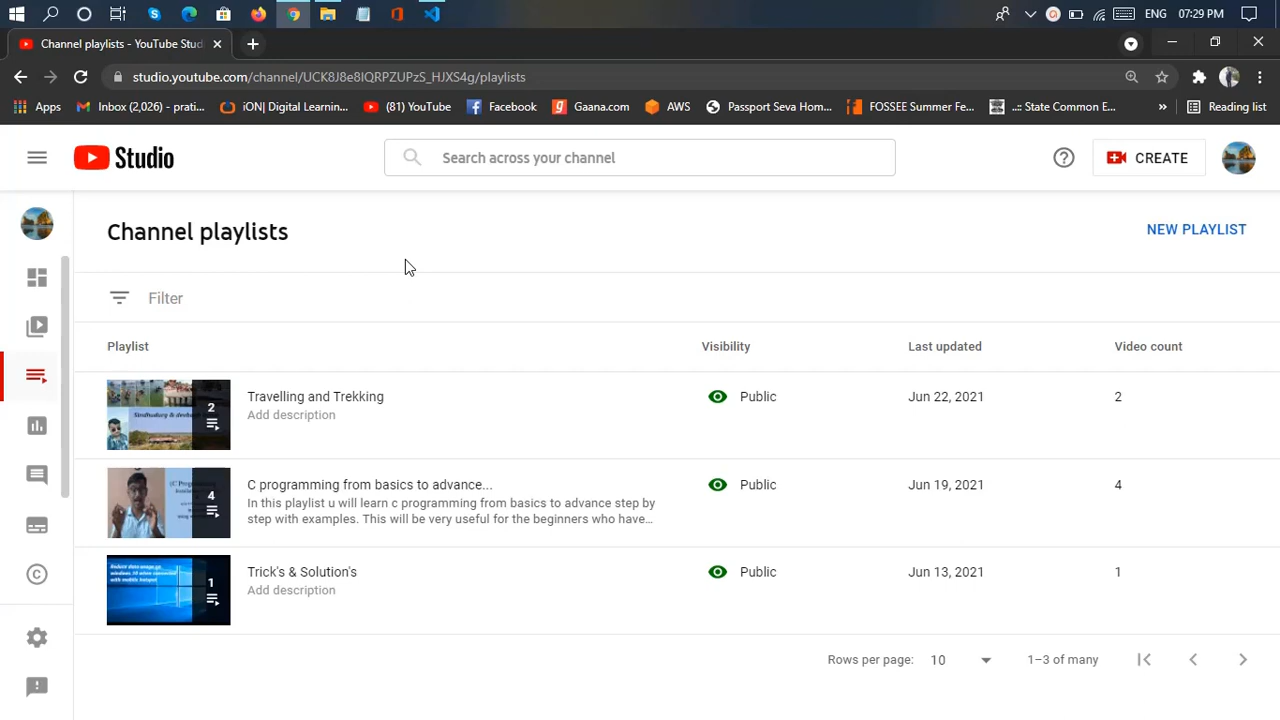 ENG 07:29 PM
Channel playlists - YouTube Stud
studio.youtube.com/channel/UCK8J8e8IQRPZUPzS_HJXS4g/playlists
Apps Inbox (2,026) - prati... iON| Digital Learnin... (81) YouTube Facebook Gaana.com AWS Passport Seva Hom... FOSSEE Summer Fe... ..:: State Common E... » Reading list
Studio
Search across your channel
CREATE
Channel playlists
NEW PLAYLIST
Filter
Playlist Visibility Last updated Video count
2
Sindhudurg &
Travelling and Trekking Public Jun 22, 2021 2
Add description
4
C programming from basics to advance... Public Jun 19, 2021 4
In this playlist u will learn c programming from basics to advance step by
step with examples. This will be very useful for the beginners who have...
1
Trick's & Solution's Public Jun 13, 2021 1
Add description
Rows per page: 10 1–3 of many